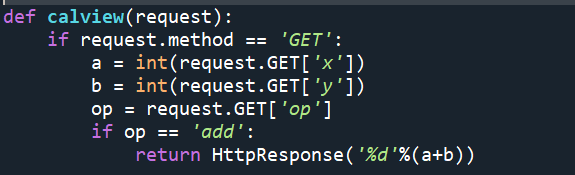 def calview(request):
    if request.method == 'GET':
        a = int(request.GET['x'])
        b = int(request.GET['y'])
        op = request.GET['op']
        if op == 'add':
            return HttpResponse('%d'%(a+b))